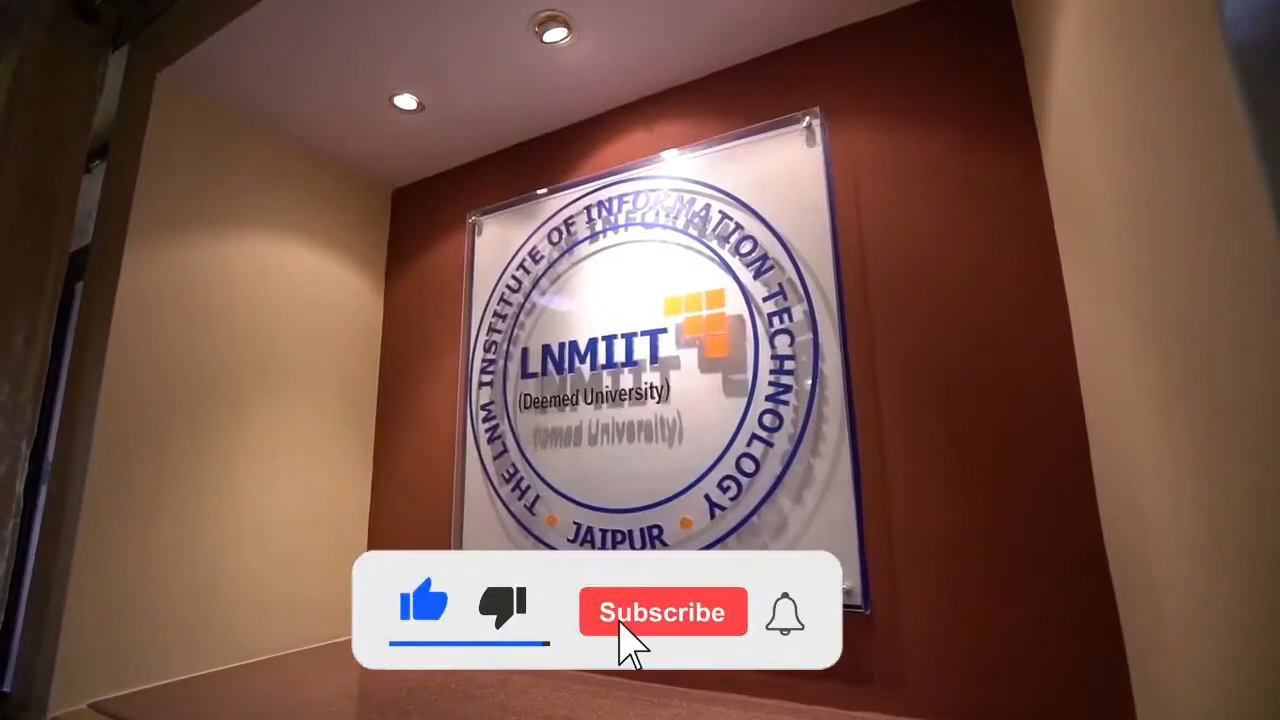 THE LNM INSTITUTE OF INFORMATION TECHNOLOGY
LNMIIT
(Deemed University)
• JAIPUR •
Subscribe